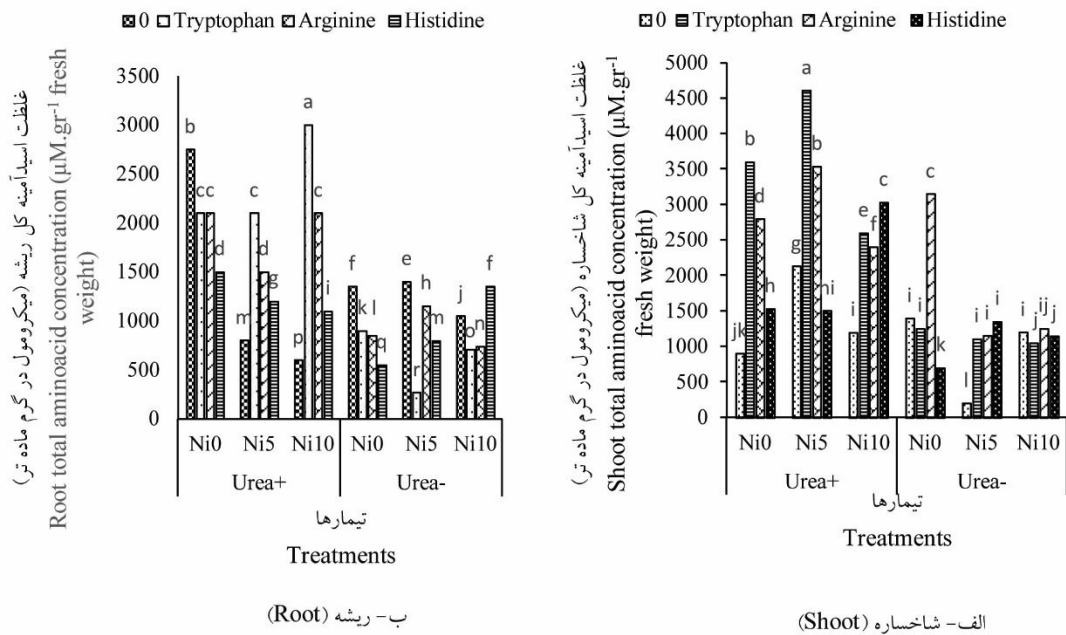 0 Tryptophan Arginine Histidine
غلظت اسیدآمینه کل ریشه (میکرومول در گرم ماده تر)
Root total aminoacid concentration (µM.gr⁻¹ fresh
weight)
3500
3000
2500
2000
1500
1000
500
0
b
c
c
d
m
c
d
g
p
a
c
i
f
k
l
q
e
r
h
m
j
o
n
f
Ni0 Ni5 Ni10 Ni0 Ni5 Ni10
Urea+ Urea-
تیمارها
Treatments
ب- ریشه (Root)
0 Tryptophan Arginine Histidine
غلظت اسیدآمینه کل شاخساره (میکرومول در گرم ماده تر)
Shoot total aminoacid concentration (µM.gr⁻¹
fresh weight)
5000
4500
4000
3500
3000
2500
2000
1500
1000
500
0
jk
b
d
h
g
a
b
hi
i
e
f
c
i
i
c
k
l
i
i
i
i
j
ij
j
Ni0 Ni5 Ni10 Ni0 Ni5 Ni10
Urea+ Urea-
تیمارها
Treatments
الف- شاخساره (Shoot)